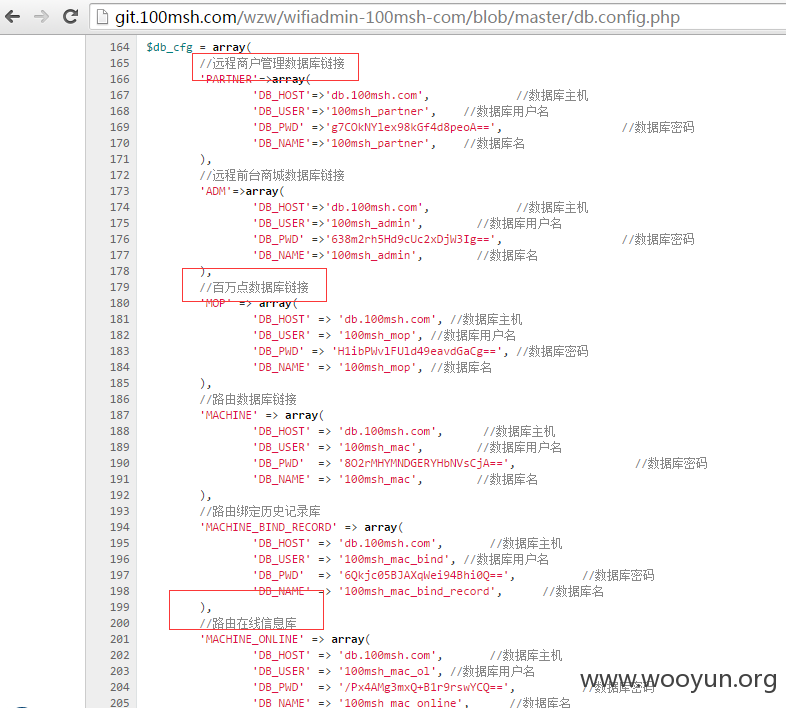 git.100msh.com/wzw/wifiadmin-100msh-com/blob/master/db.config.php
164 $db_cfg = array(
165 //远程商户管理数据库链接
166 'PARTNER'=>array(
167 'DB_HOST'=>'db.100msh.com', //数据库主机
168 'DB_USER'=>'100msh_partner', //数据库用户名
169 'DB_PWD' =>'g7COkNYlex98kGf4d8peoA==', //数据库密码
170 'DB_NAME'=>'100msh_partner', //数据库名
171 ),
172 //远程前台商城数据库链接
173 'ADM'=>array(
174 'DB_HOST'=>'db.100msh.com', //数据库主机
175 'DB_USER'=>'100msh_admin', //数据库用户名
176 'DB_PWD' =>'638m2rh5Hd9cUc2xDjW3Ig==', //数据库密码
177 'DB_NAME'=>'100msh_admin', //数据库名
178 ),
179 //百万点数据库链接
180 'MOP' => array(
181 'DB_HOST' => 'db.100msh.com', //数据库主机
182 'DB_USER' => '100msh_mop', //数据库用户名
183 'DB_PWD' => 'H1ibPWvlFUld49eavdGaCg==', //数据库密码
184 'DB_NAME' => '100msh_mop', //数据库名
185 ),
186 //路由数据库链接
187 'MACHINE' => array(
188 'DB_HOST' => 'db.100msh.com', //数据库主机
189 'DB_USER' => '100msh_mac', //数据库用户名
190 'DB_PWD' => '8O2rMHYMNDGERYHbNVsCjA==', //数据库密码
191 'DB_NAME' => '100msh_mac', //数据库名
192 ),
193 //路由绑定历史记录库
194 'MACHINE_BIND_RECORD' => array(
195 'DB_HOST' => 'db.100msh.com', //数据库主机
196 'DB_USER' => '100msh_mac_bind', //数据库用户名
197 'DB_PWD' => '6Qkjc05BJAXqWei94Bhi0Q==', //数据库密码
198 'DB_NAME' => '100msh_mac_bind_record', //数据库名
199 ),
200 //路由在线信息库
201 'MACHINE_ONLINE' => array(
202 'DB_HOST' => 'db.100msh.com', //数据库主机
203 'DB_USER' => '100msh_mac_ol', //数据库用户名
204 'DB_PWD' => '/Px4AMg3mxQ+B1r9rswYCQ==', //数据库密码
205 'DB_NAME' => '100msh_mac_online', //数据库名
www.wooyun.org